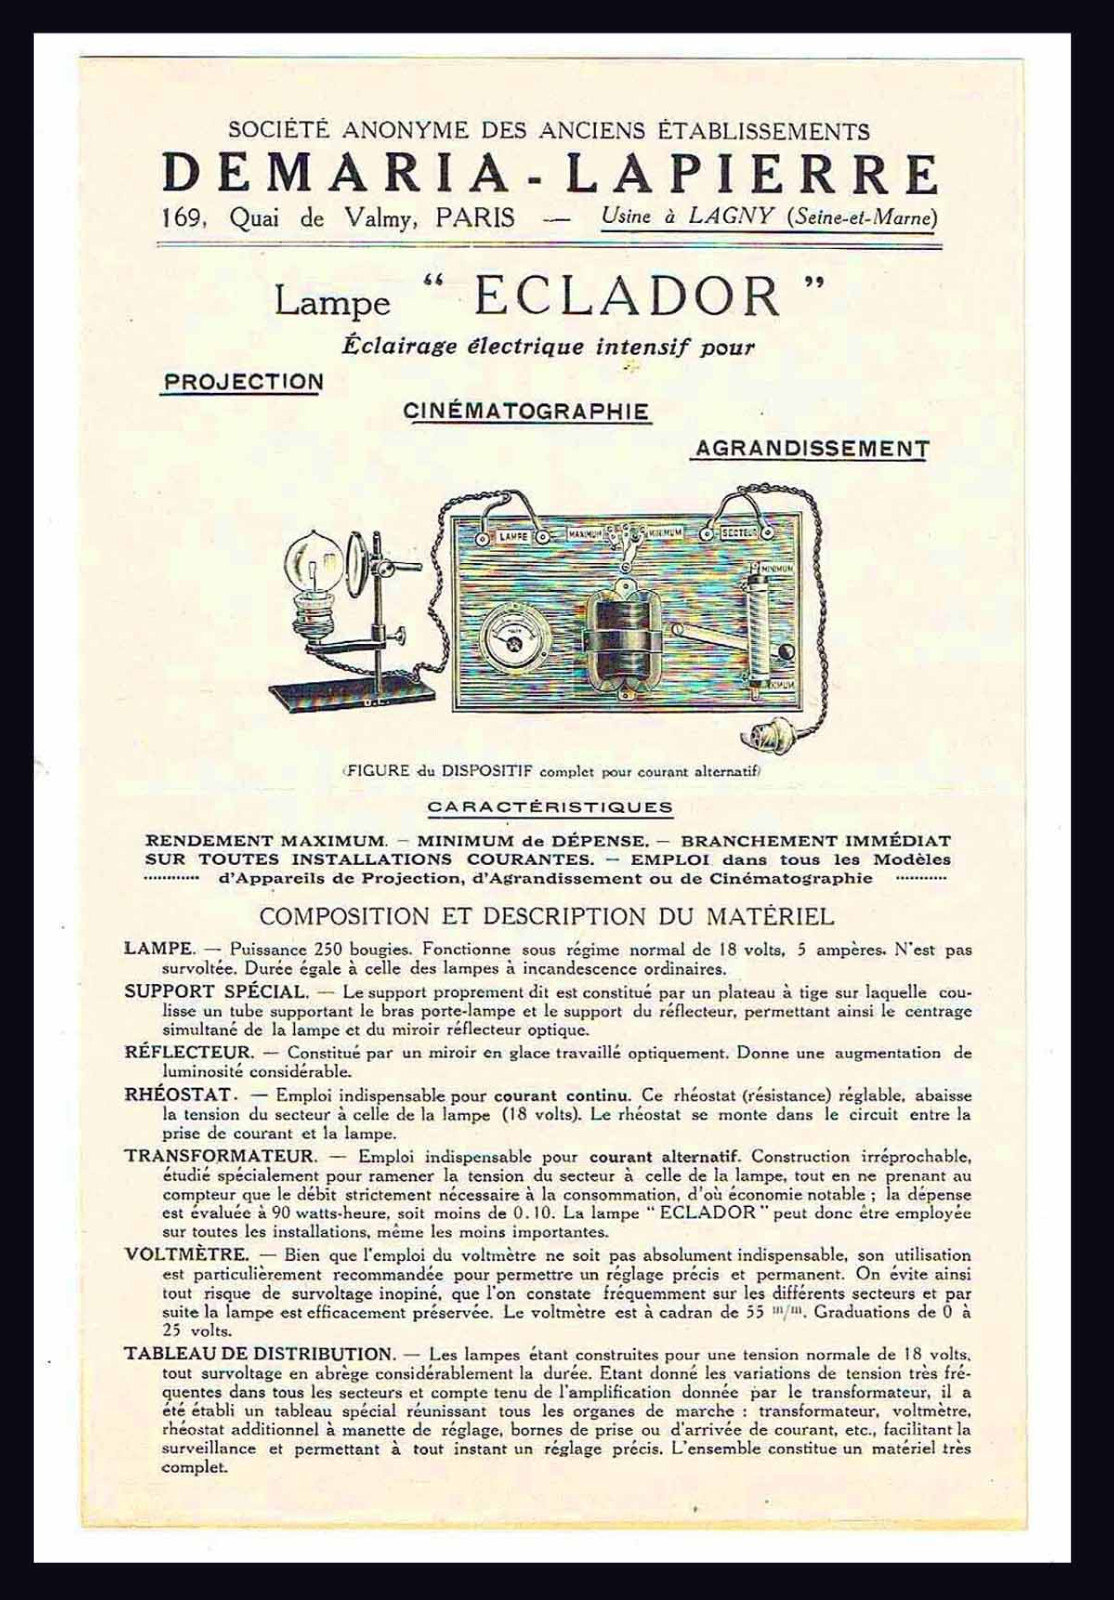 SOCIÉTÉ ANONYME DES ANCIENS ÉTABLISSEMENTS
DEMARIA-LAPIERRE
169, Quai de Valmy, PARIS — Usine à LAGNY (Seine-et-Marne)
Lampe “ ECLADOR ”
Éclairage électrique intensif pour
PROJECTION
CINÉMATOGRAPHIE
AGRANDISSEMENT
LAMPE MAXIMUM MINIMUM SECTEUR
MINIMUM
(FIGURE du DISPOSITIF complet pour courant alternatif)
CARACTÉRISTIQUES
RENDEMENT MAXIMUM. — MINIMUM de DÉPENSE. — BRANCHEMENT IMMÉDIAT
SUR TOUTES INSTALLATIONS COURANTES. — EMPLOI dans tous les Modèles
d'Appareils de Projection, d'Agrandissement ou de Cinématographie
COMPOSITION ET DESCRIPTION DU MATÉRIEL
LAMPE. — Puissance 250 bougies. Fonctionne sous régime normal de 18 volts, 5 ampères. N'est pas
survoltée. Durée égale à celle des lampes à incandescence ordinaires.
SUPPORT SPÉCIAL. — Le support proprement dit est constitué par un plateau à tige sur laquelle cou-
lisse un tube supportant le bras porte-lampe et le support du réflecteur, permettant ainsi le centrage
simultané de la lampe et du miroir réflecteur optique.
RÉFLECTEUR. — Constitué par un miroir en glace travaillé optiquement. Donne une augmentation de
luminosité considérable.
RHÉOSTAT. — Emploi indispensable pour courant continu. Ce rhéostat (résistance) réglable, abaisse
la tension du secteur à celle de la lampe (18 volts). Le rhéostat se monte dans le circuit entre la
prise de courant et la lampe.
TRANSFORMATEUR. — Emploi indispensable pour courant alternatif. Construction irréprochable,
étudié spécialement pour ramener la tension du secteur à celle de la lampe, tout en ne prenant au
compteur que le débit strictement nécessaire à la consommation, d'où économie notable ; la dépense
est évaluée à 90 watts-heure, soit moins de 0.10. La lampe “ ECLADOR ” peut donc être employée
sur toutes les installations, même les moins importantes.
VOLTMÈTRE. — Bien que l'emploi du voltmètre ne soit pas absolument indispensable, son utilisation
est particulièrement recommandée pour permettre un réglage précis et permanent. On évite ainsi
tout risque de survoltage inopiné, que l'on constate fréquemment sur les différents secteurs et par
suite la lampe est efficacement préservée. Le voltmètre est à cadran de 55 m/m. Graduations de 0 à
25 volts.
TABLEAU DE DISTRIBUTION. — Les lampes étant construites pour une tension normale de 18 volts,
tout survoltage en abrège considérablement la durée. Etant donné les variations de tension très fré-
quentes dans tous les secteurs et compte tenu de l'amplification donnée par le transformateur, il a
été établi un tableau spécial réunissant tous les organes de marche : transformateur, voltmètre,
rhéostat additionnel à manette de réglage, bornes de prise ou d'arrivée de courant, etc., facilitant la
surveillance et permettant à tout instant un réglage précis. L'ensemble constitue un matériel très
complet.